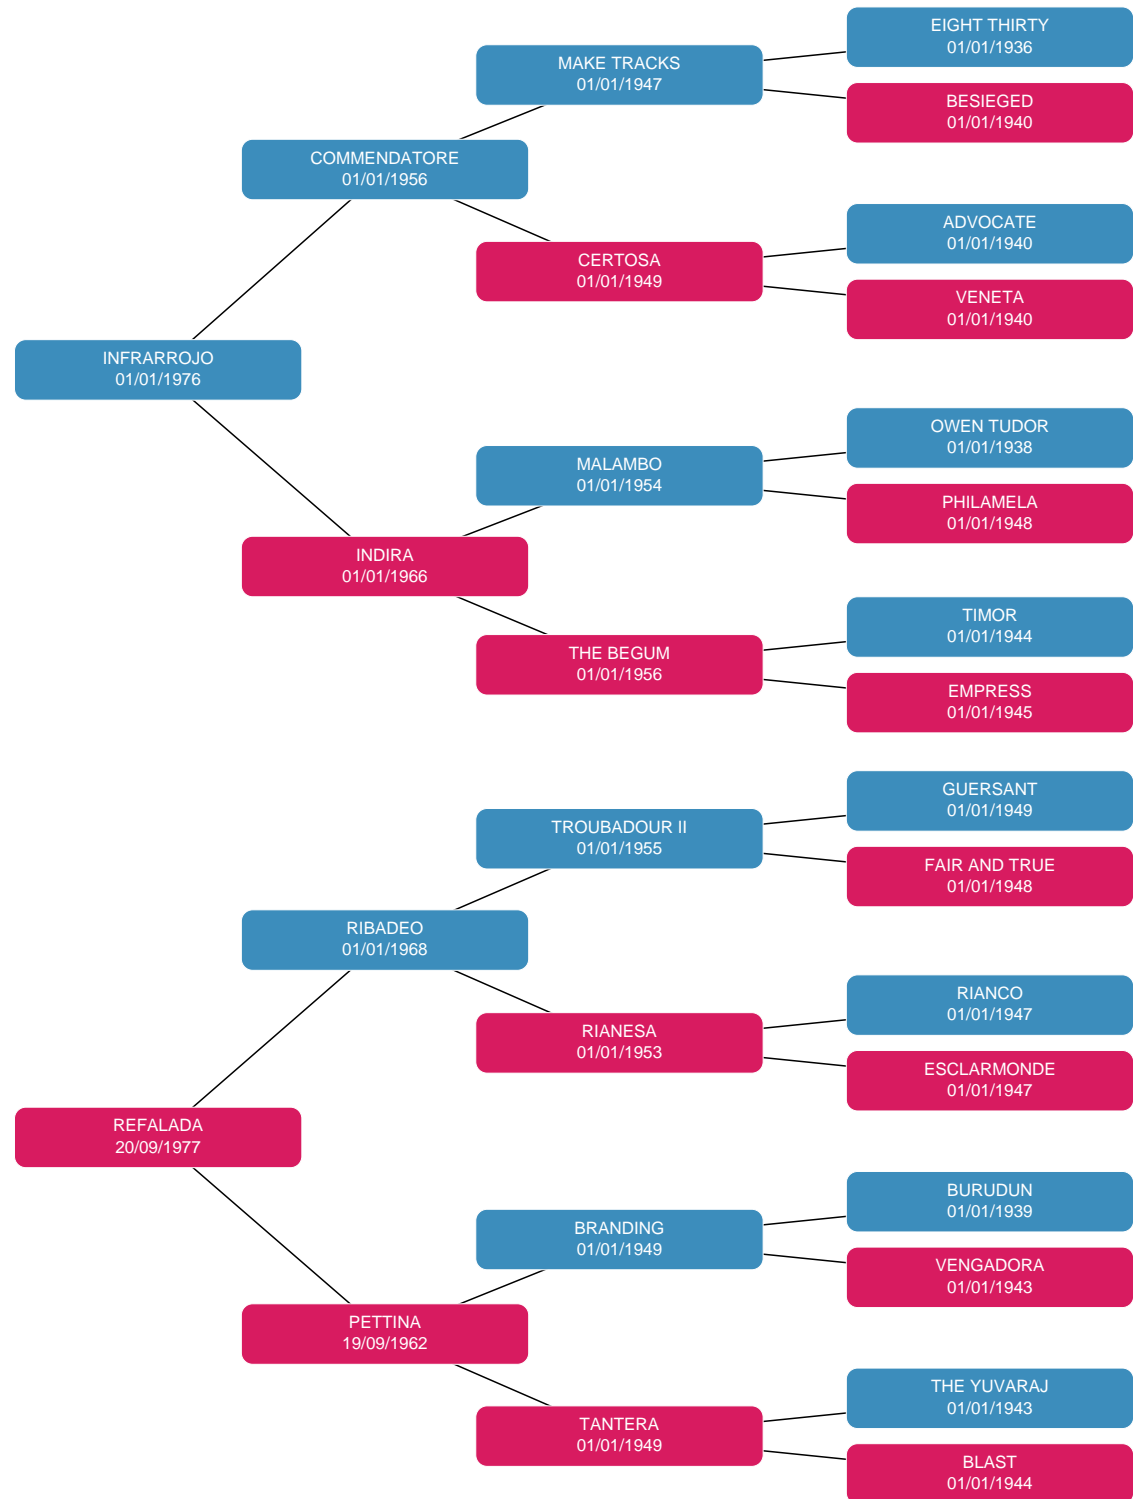 EIGHT THIRTY
01/01/1936
MAKE TRACKS
01/01/1947
BESIEGED
01/01/1940
COMMENDATORE
01/01/1956
ADVOCATE
01/01/1940
CERTOSA
01/01/1949
VENETA
01/01/1940
INFRARROJO
01/01/1976
OWEN TUDOR
01/01/1938
MALAMBO
01/01/1954
PHILAMELA
01/01/1948
INDIRA
01/01/1966
TIMOR
01/01/1944
THE BEGUM
01/01/1956
EMPRESS
01/01/1945
GUERSANT
01/01/1949
TROUBADOUR II
01/01/1955
FAIR AND TRUE
01/01/1948
RIBADEO
01/01/1968
RIANCO
01/01/1947
RIANESA
01/01/1953
ESCLARMONDE
01/01/1947
REFALADA
20/09/1977
BURUDUN
01/01/1939
BRANDING
01/01/1949
VENGADORA
01/01/1943
PETTINA
19/09/1962
THE YUVARAJ
01/01/1943
TANTERA
01/01/1949
BLAST
01/01/1944